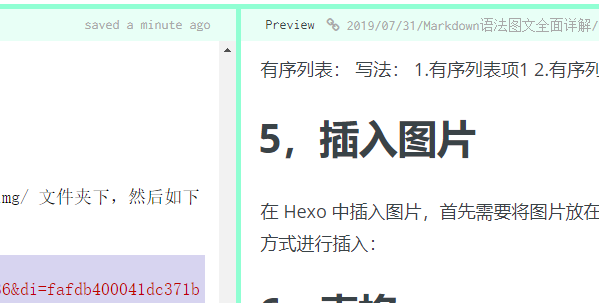 saved a minute ago
mg/ 文件夹下，然后如下
6&di=fafdb400041dc371b
Preview 2019/07/31/Markdown语法图文全面详解/
有序列表： 写法： 1.有序列表项1 2.有序列
5，插入图片
在 Hexo 中插入图片，首先需要将图片放在
方式进行插入：